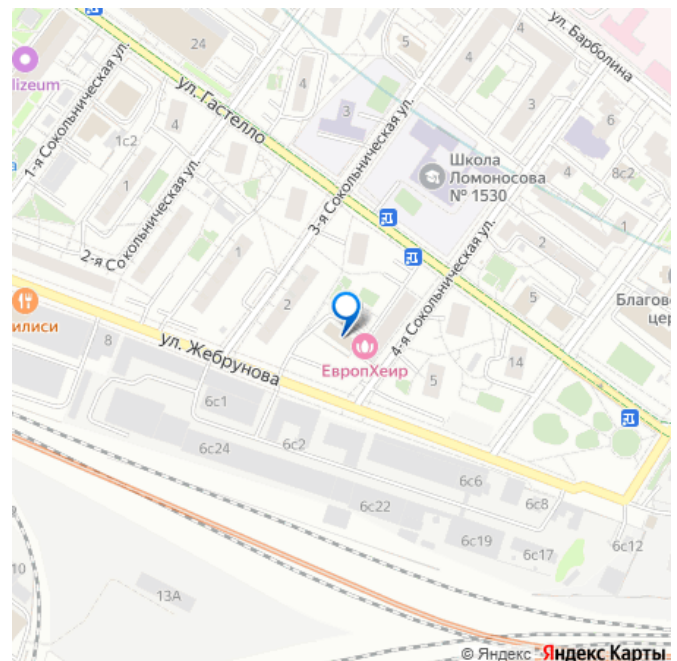 24
5
4
ул. Барболина
lizeum
1-я Сокольническая ул.
ул. Гастелло
4
3
3
6
1с2
4
3-я Сокольническая ул.
Школа
Ломоносова
№ 1530
4
8с2
1
2-я Сокольническая ул.
4-я Сокольническая ул.
1
2
1
2
5
Благов
цер
илиси
8
ул. Жебрунова
ЕвропХеир
5
14
6с1
6с24
6с2
6с6
6с22
6с8
6с19
6с17
6с12
10
13А
© Яндекс Яндекс Карты